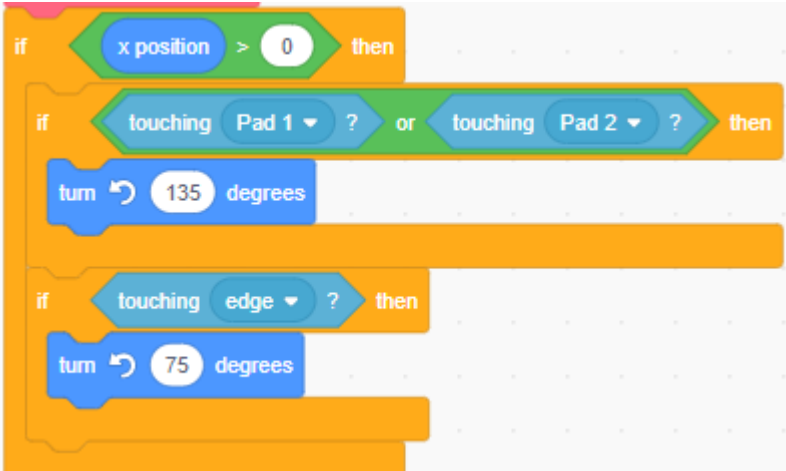 if x position > 0 then
if touching Pad 1 ? or touching Pad 2 ? then
turn 135 degrees
if touching edge ? then
turn 75 degrees